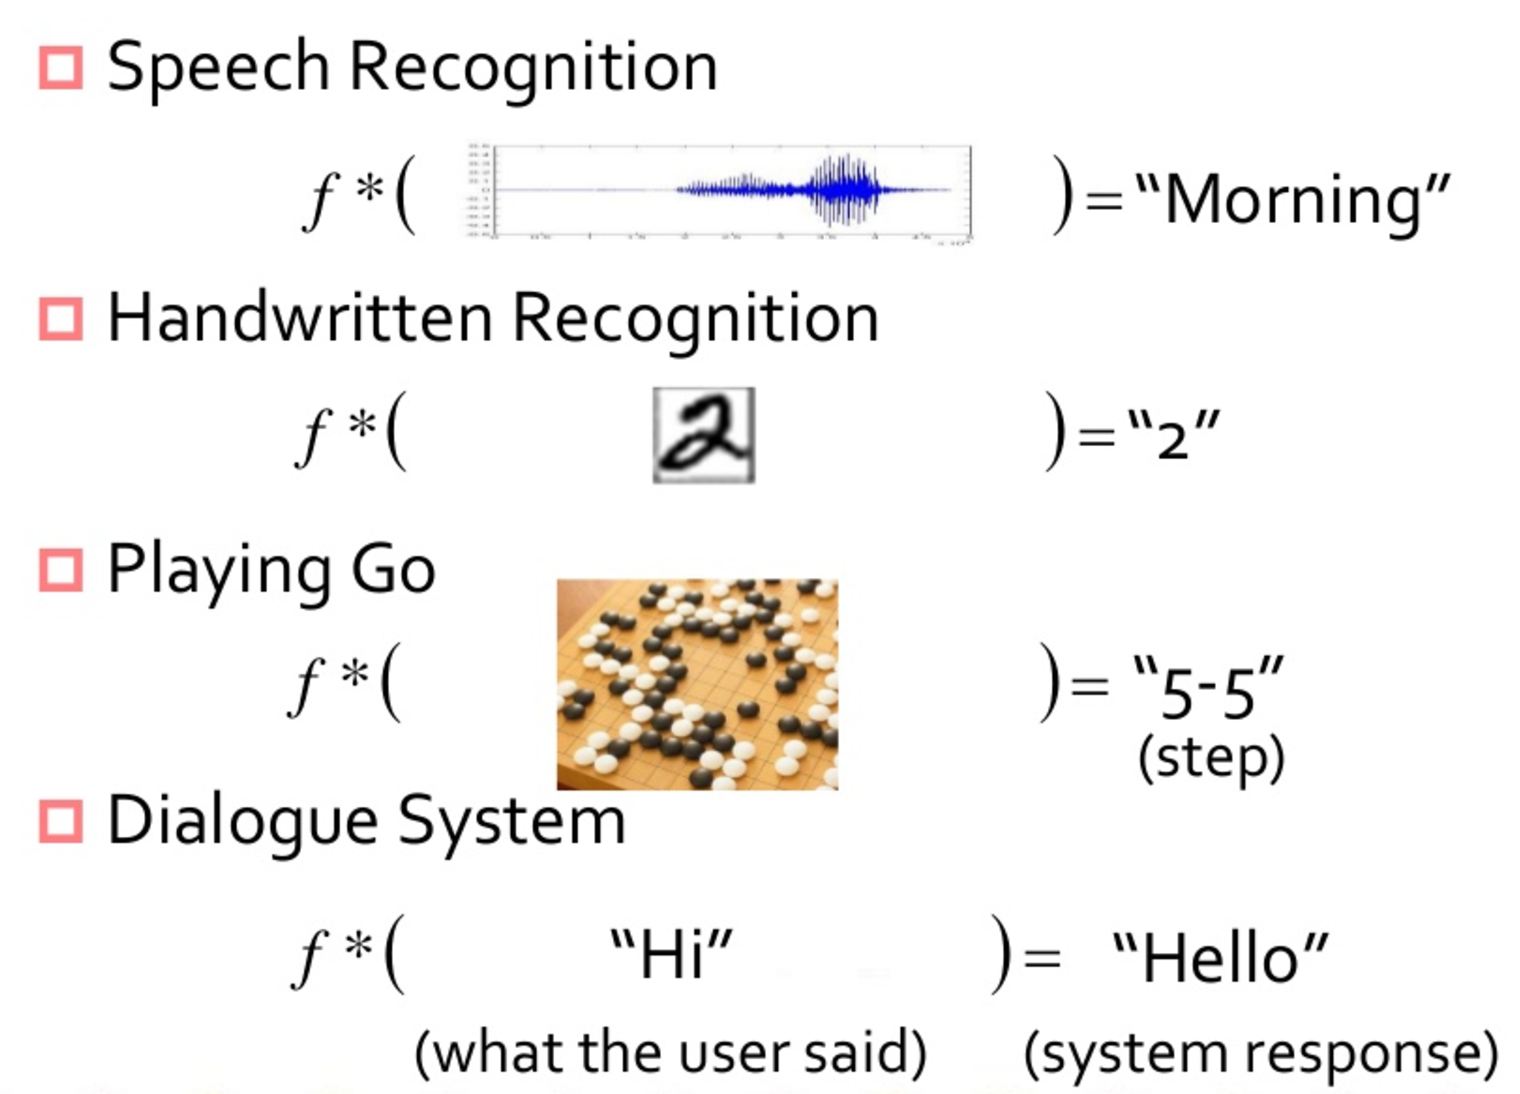 Speech Recognition
f*( )= “Morning”
Handwritten Recognition
f*( 2 )= “2”
Playing Go
f*( )= “5-5”
(step)
Dialogue System
f*( “Hi” )= “Hello”
(what the user said) (system response)